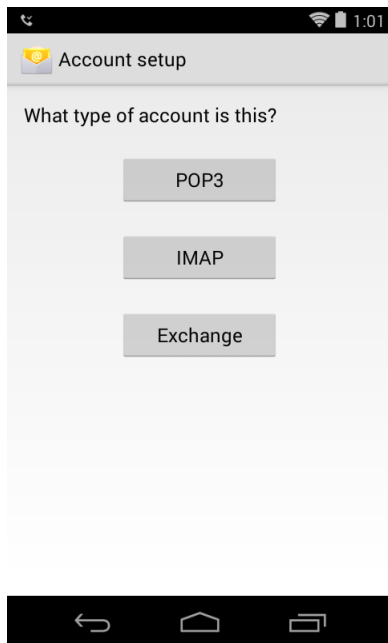 1:01
Account setup
What type of account is this?
POP3
IMAP
Exchange